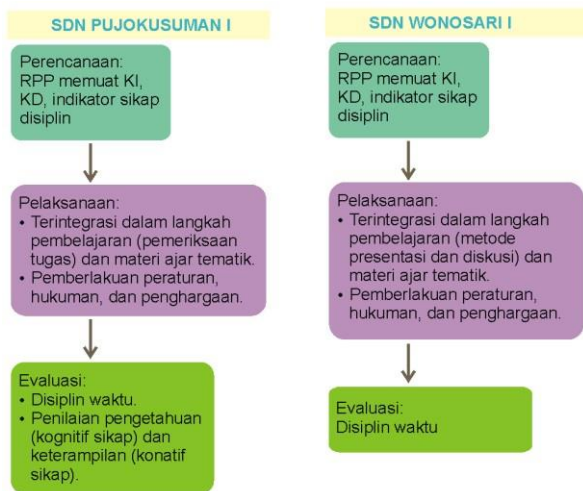 SDN PUJOKUSUMAN I
Perencanaan:
RPP memuat KI,
KD, indikator sikap
disiplin
Pelaksanaan:
• Terintegrasi dalam langkah
pembelajaran (pemeriksaan
tugas) dan materi ajar tematik.
• Pemberlakuan peraturan,
hukuman, dan penghargaan.
Evaluasi:
• Disiplin waktu.
• Penilaian pengetahuan
(kognitif sikap) dan
keterampilan (konatif
sikap).
SDN WONOSARI I
Perencanaan:
RPP memuat KI,
KD, indikator sikap
disiplin
Pelaksanaan:
• Terintegrasi dalam langkah
pembelajaran (metode
presentasi dan diskusi) dan
materi ajar tematik.
• Pemberlakuan peraturan,
hukuman, dan penghargaan.
Evaluasi:
Disiplin waktu